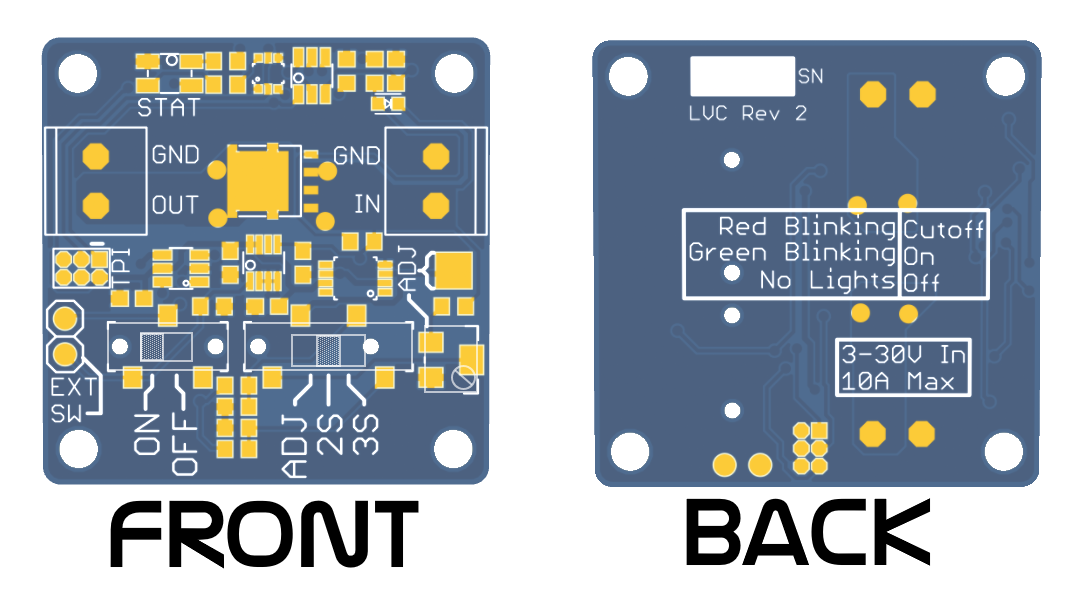 STAT
GND
OUT
GND
IN
TPI
ADJ
EXT
SW
ON
OFF
ADJ
2S
3S
FRONT
SN
LVC Rev 2
Red Blinking Cutoff
Green Blinking On
No Lights Off
3-30V In
10A Max
BACK